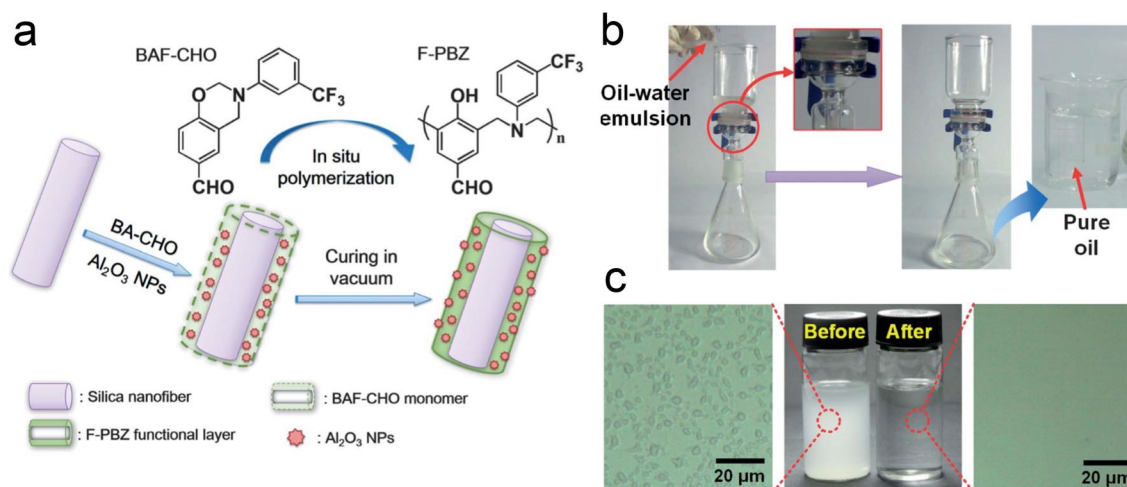 a
BAF-CHO
F-PBZ
O
N
CF₃
CHO
In situ
polymerization
OH
N
CF₃
n
CHO
BA-CHO
Al₂O₃ NPs
Curing in
vacuum
: Silica nanofiber
: BAF-CHO monomer
: F-PBZ functional layer
: Al₂O₃ NPs
b
Oil-water
emulsion
Pure
oil
c
Before
After
20 μm
20 μm